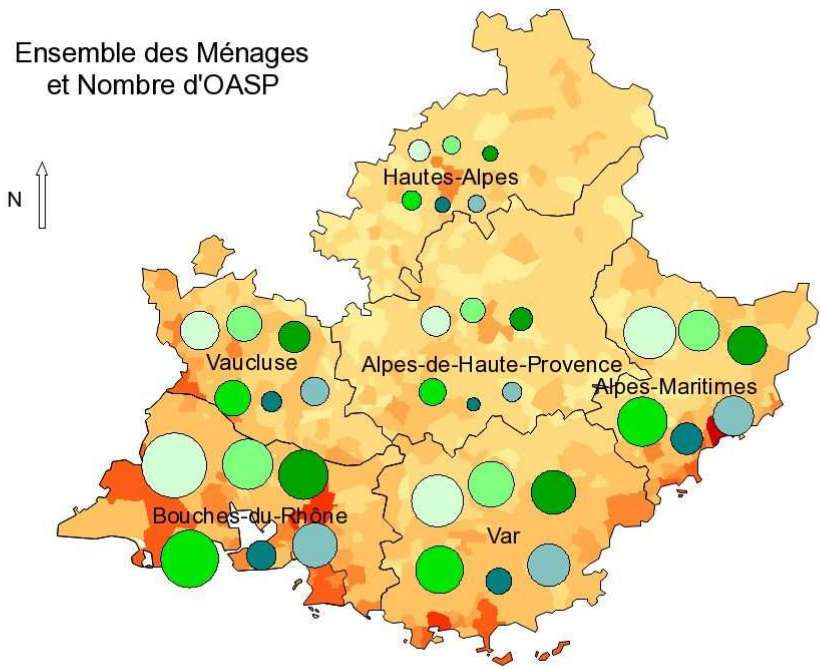 Ensemble des Ménages
et Nombre d'OASP
N
Hautes-Alpes
Vaucluse
Alpes-de-Haute-Provence
Alpes-Maritimes
Bouches-du-Rhône
Var